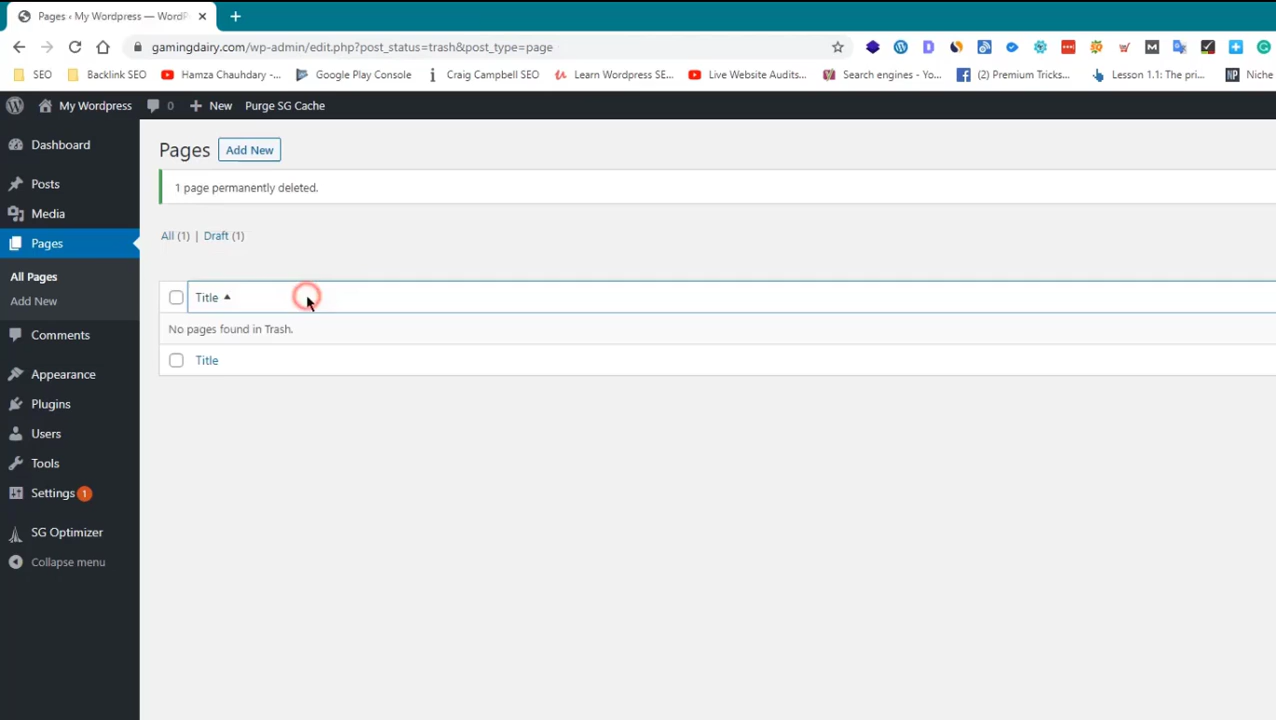 Pages ‹ My Wordpress — WordPr
gamingdairy.com/wp-admin/edit.php?post_status=trash&post_type=page
SEO Backlink SEO Hamza Chauhdary -... Google Play Console Craig Campbell SEO Learn Wordpress SE... Live Website Audits... Search engines - Yo... (2) Premium Tricks... Lesson 1.1: The pri... NP Niche
My Wordpress 0 + New Purge SG Cache
Dashboard
Posts
Media
Pages
All Pages
Add New
Comments
Appearance
Plugins
Users
Tools
Settings 1
SG Optimizer
Collapse menu
Pages Add New
1 page permanently deleted.
All (1) | Draft (1)
Title
No pages found in Trash.
Title